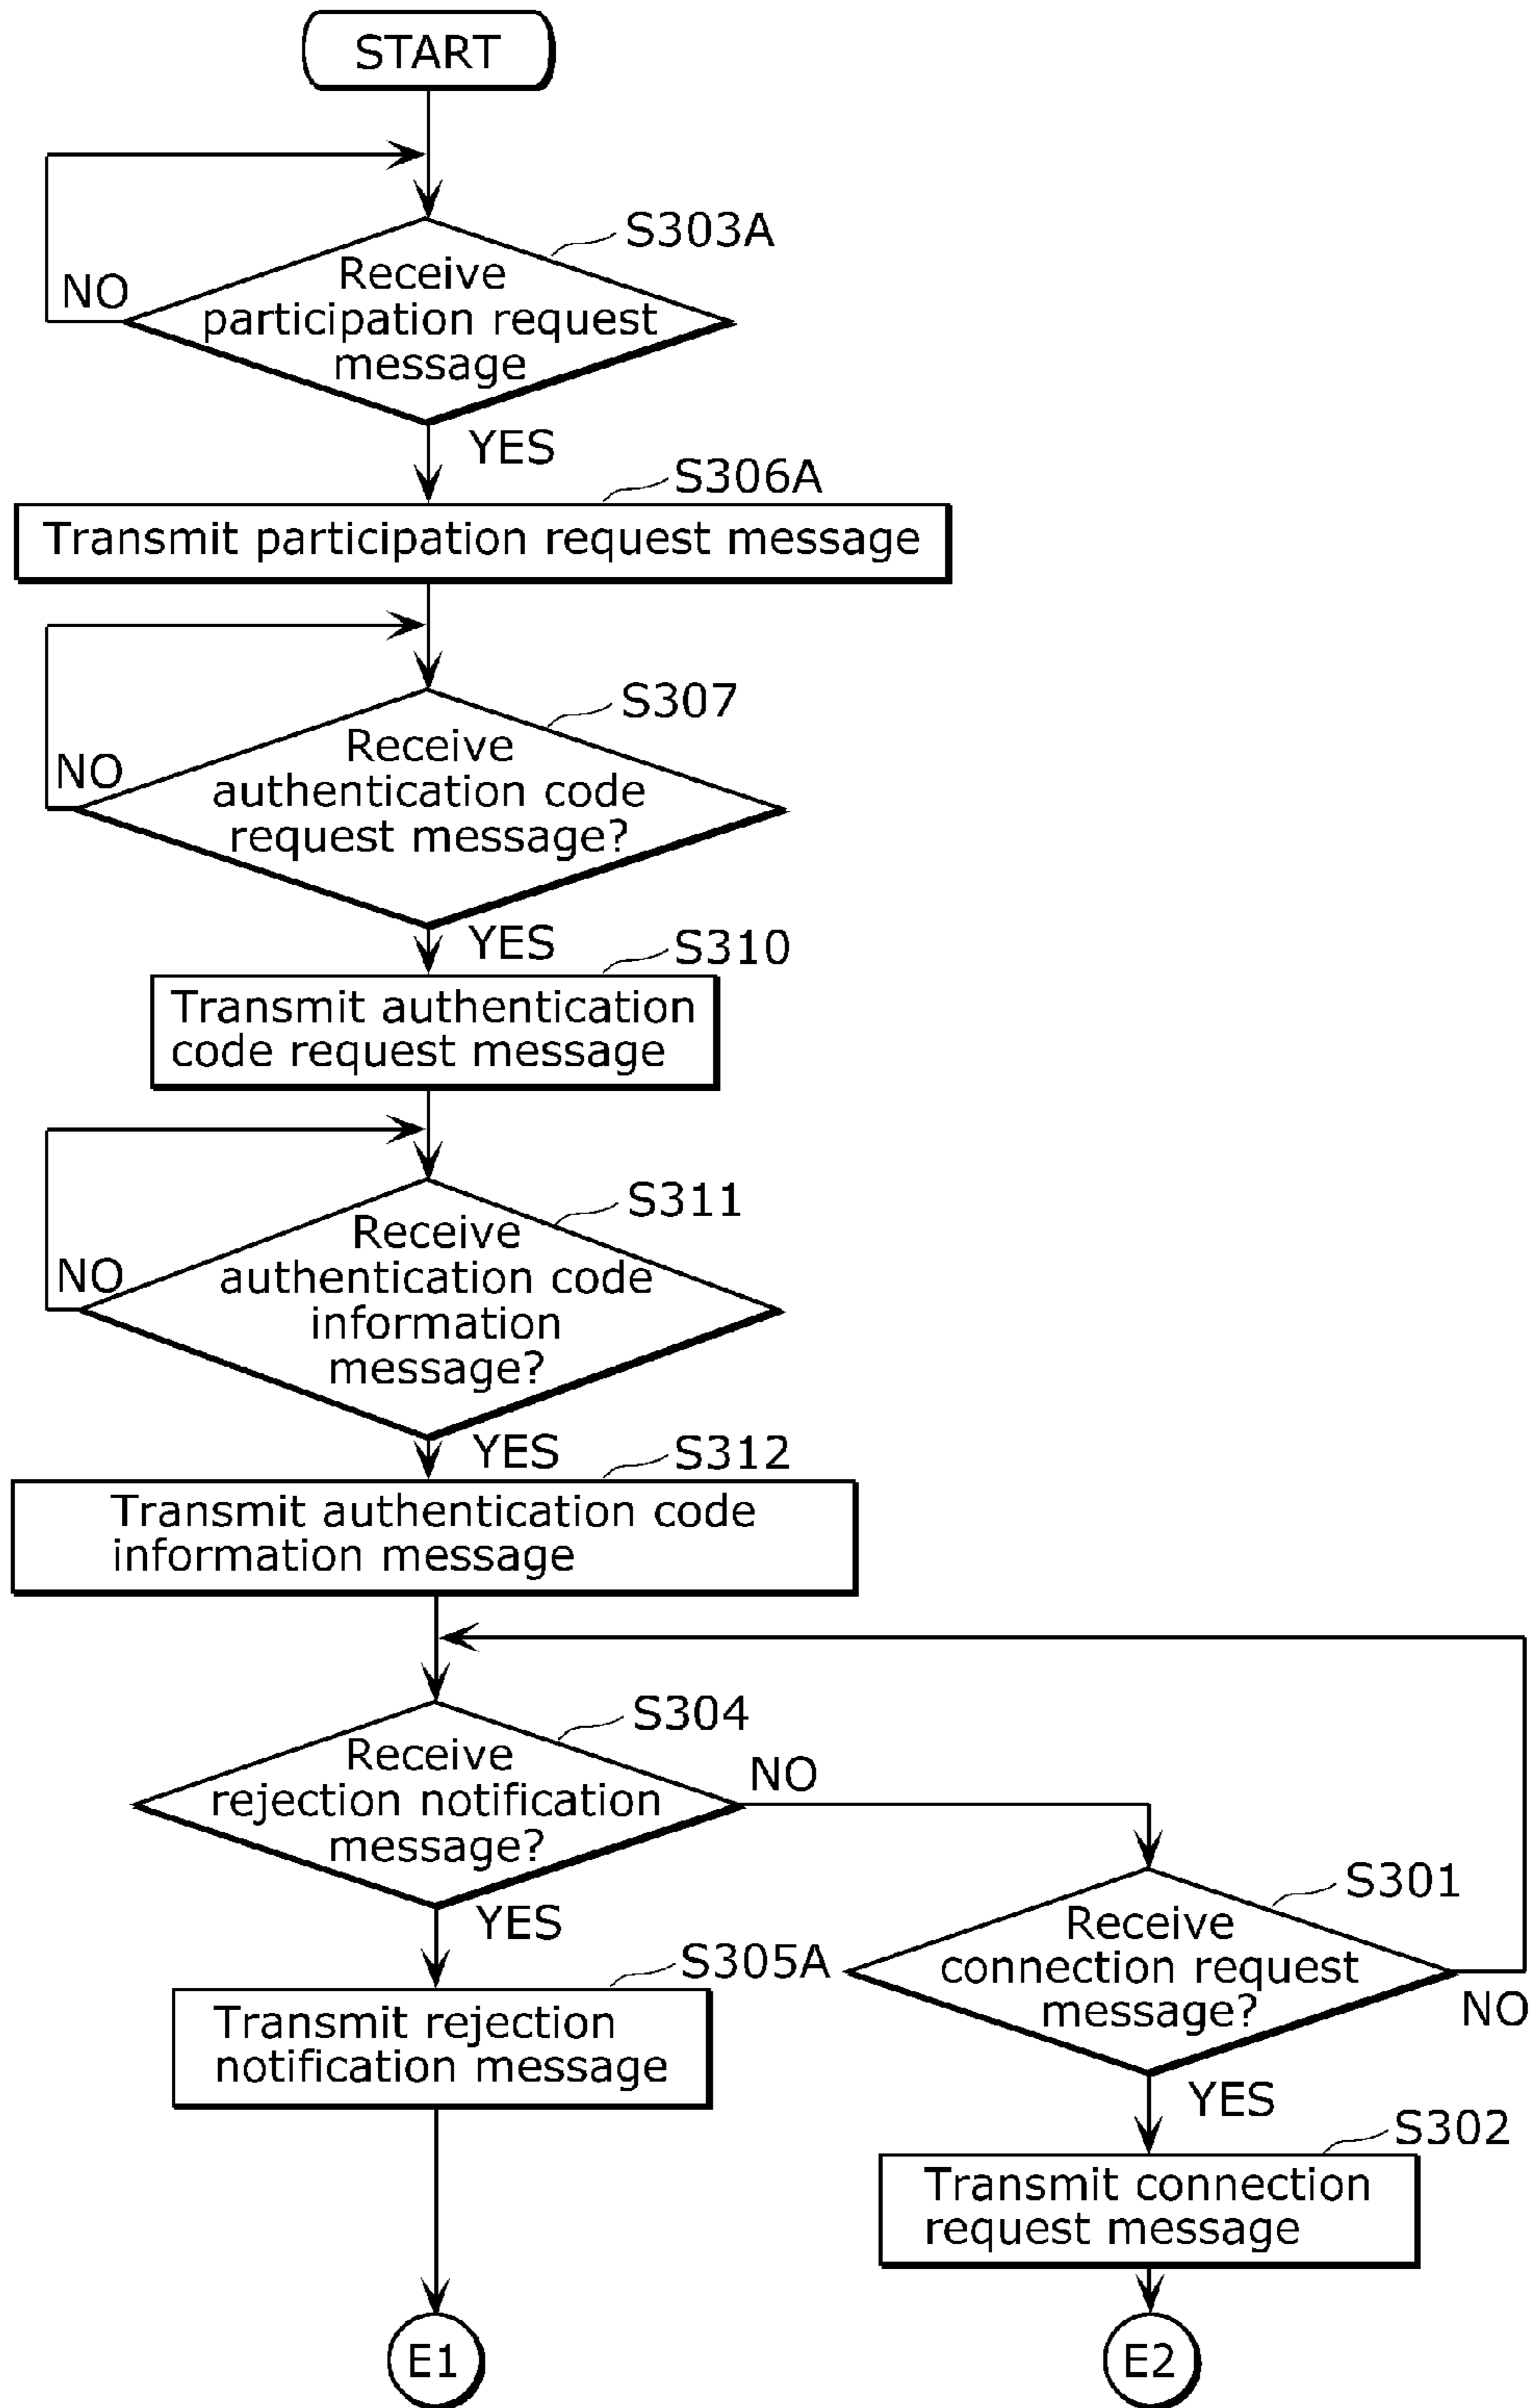 START
S303A
NO
Receive
participation request
message
YES
S306A
Transmit participation request message
S307
NO
Receive
authentication code
request message?
YES
S310
Transmit authentication
code request message
S311
NO
Receive
authentication code
information
message?
YES
S312
Transmit authentication code
information message
S304
Receive
rejection notification
message?
NO
YES
S301
Receive
connection request
message?
NO
S305A
Transmit rejection
notification message
YES
S302
Transmit connection
request message
E1
E2